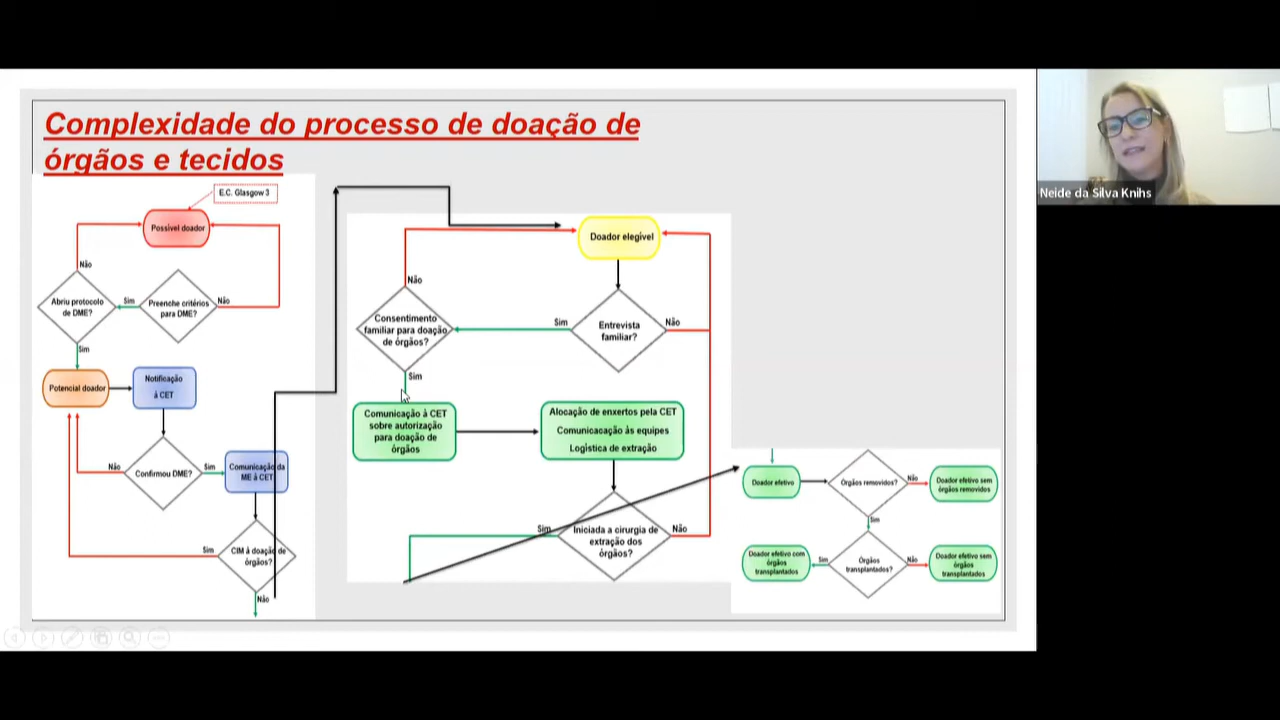 Complexidade do processo de doação de
órgãos e tecidos
E.C. Glasgow 3
Possível doador
Não
Abriu protocolo
de DME?
Sim
Preenche critérios
para DME?
Não
Sim
Potencial doador
Notificação
à CET
Não
Confirmou DME?
Sim
Comunicação da
ME à CET
Sim
CIM à doação de
órgãos?
Não
Doador elegível
Não
Consentimento
familiar para doação
de órgãos?
Sim
Entrevista
familiar?
Não
Sim
Comunicação à CET
sobre autorização
para doação de
órgãos
Alocação de enxertos pela CET
Comunicacação às equipes
Logística de extração
Sim
Iniciada a cirurgia de
extração dos
órgãos?
Não
Doador efetivo
Órgãos removidos?
Não
Doador efetivo sem
órgãos removidos
Sim
Doador efetivo com
órgãos
transplantados
Sim
Órgãos
transplantados?
Não
Doador efetivo sem
órgãos
transplantados
Neide da Silva Knihs